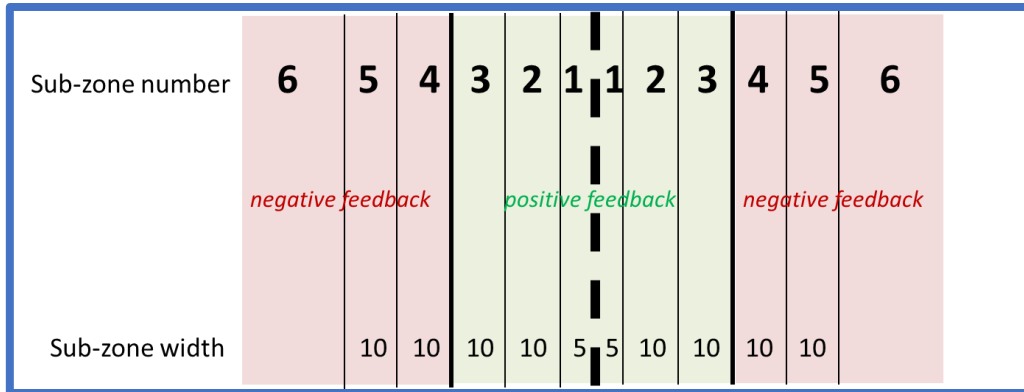 Sub-zone number 6 5 4 3 2 1 1 2 3 4 5 6
negative feedback positive feedback negative feedback
Sub-zone width 10 10 10 10 5 5 10 10 10 10